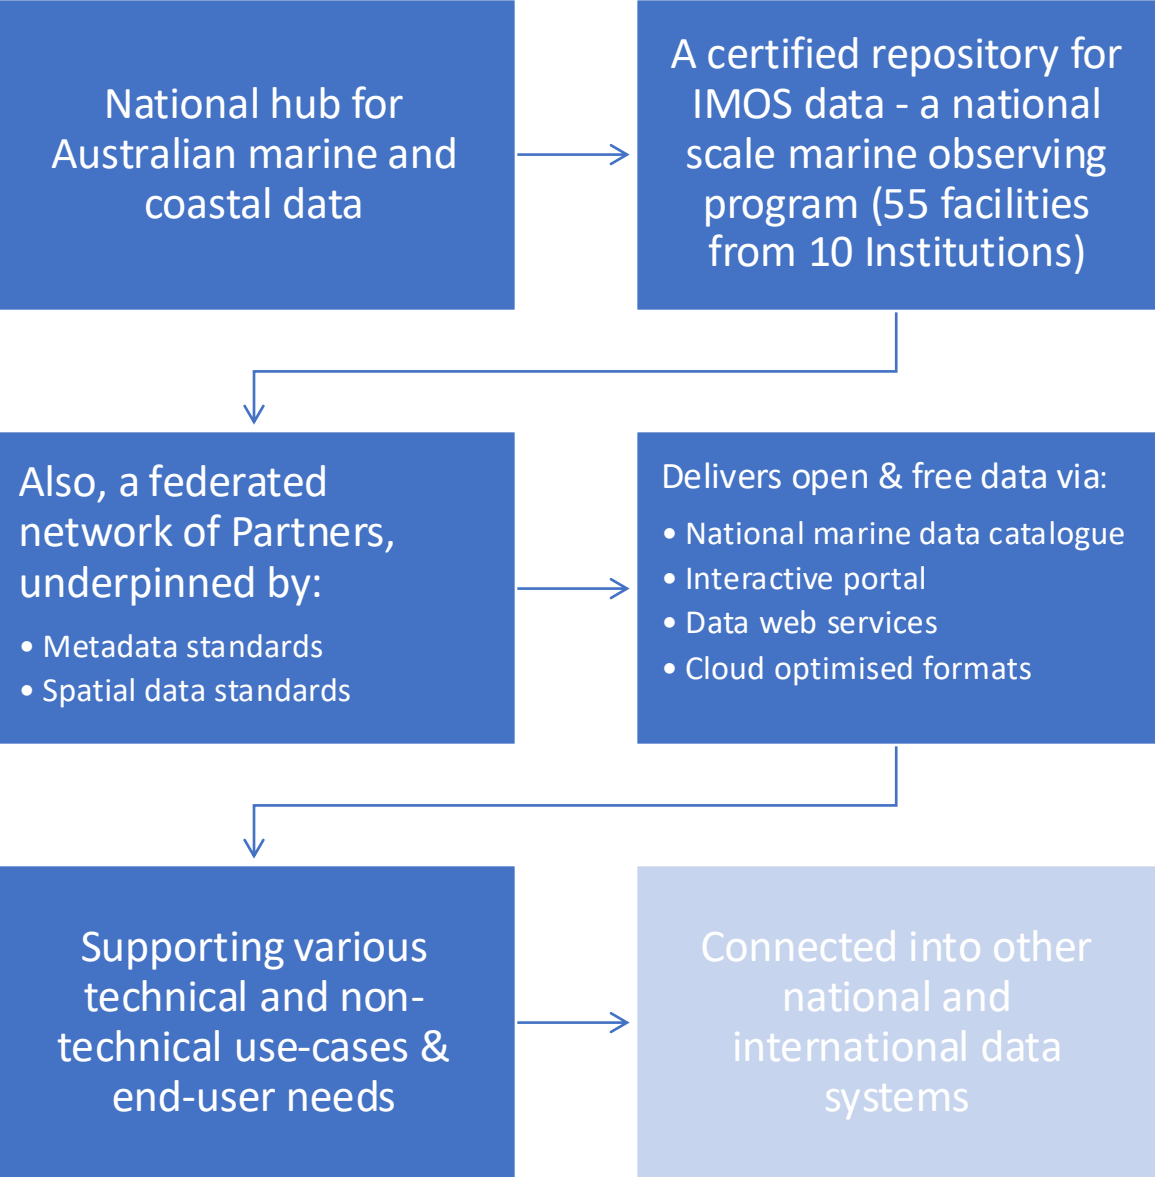 National hub for
Australian marine and
coastal data
A certified repository for
IMOS data - a national
scale marine observing
program (55 facilities
from 10 Institutions)
Also, a federated
network of Partners,
underpinned by:
• Metadata standards
• Spatial data standards
Delivers open & free data via:
• National marine data catalogue
• Interactive portal
• Data web services
• Cloud optimised formats
Supporting various
technical and non-
technical use-cases &
end-user needs
Connected into other
national and
international data
systems